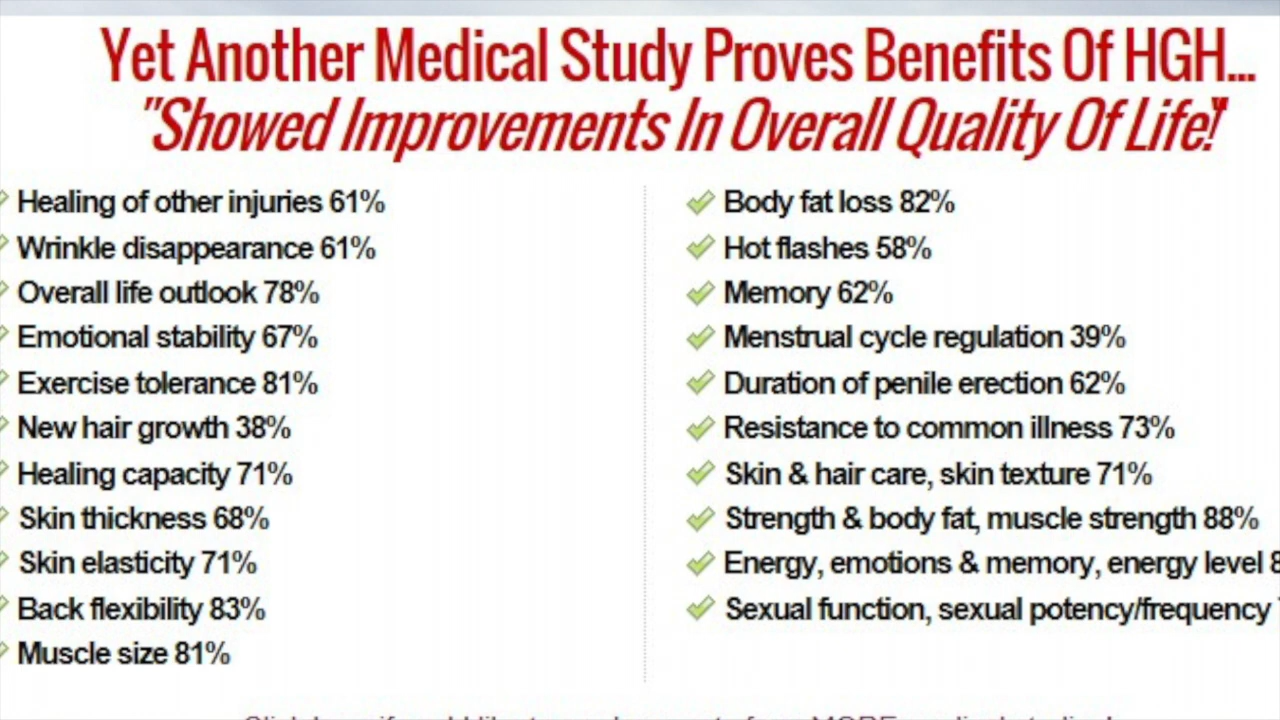 Yet Another Medical Study Proves Benefits Of HGH...
"Showed Improvements In Overall Quality Of Life!"
Healing of other injuries 61%
Wrinkle disappearance 61%
Overall life outlook 78%
Emotional stability 67%
Exercise tolerance 81%
New hair growth 38%
Healing capacity 71%
Skin thickness 68%
Skin elasticity 71%
Back flexibility 83%
Muscle size 81%
Body fat loss 82%
Hot flashes 58%
Memory 62%
Menstrual cycle regulation 39%
Duration of penile erection 62%
Resistance to common illness 73%
Skin & hair care, skin texture 71%
Strength & body fat, muscle strength 88%
Energy, emotions & memory, energy level 8
Sexual function, sexual potency/frequency